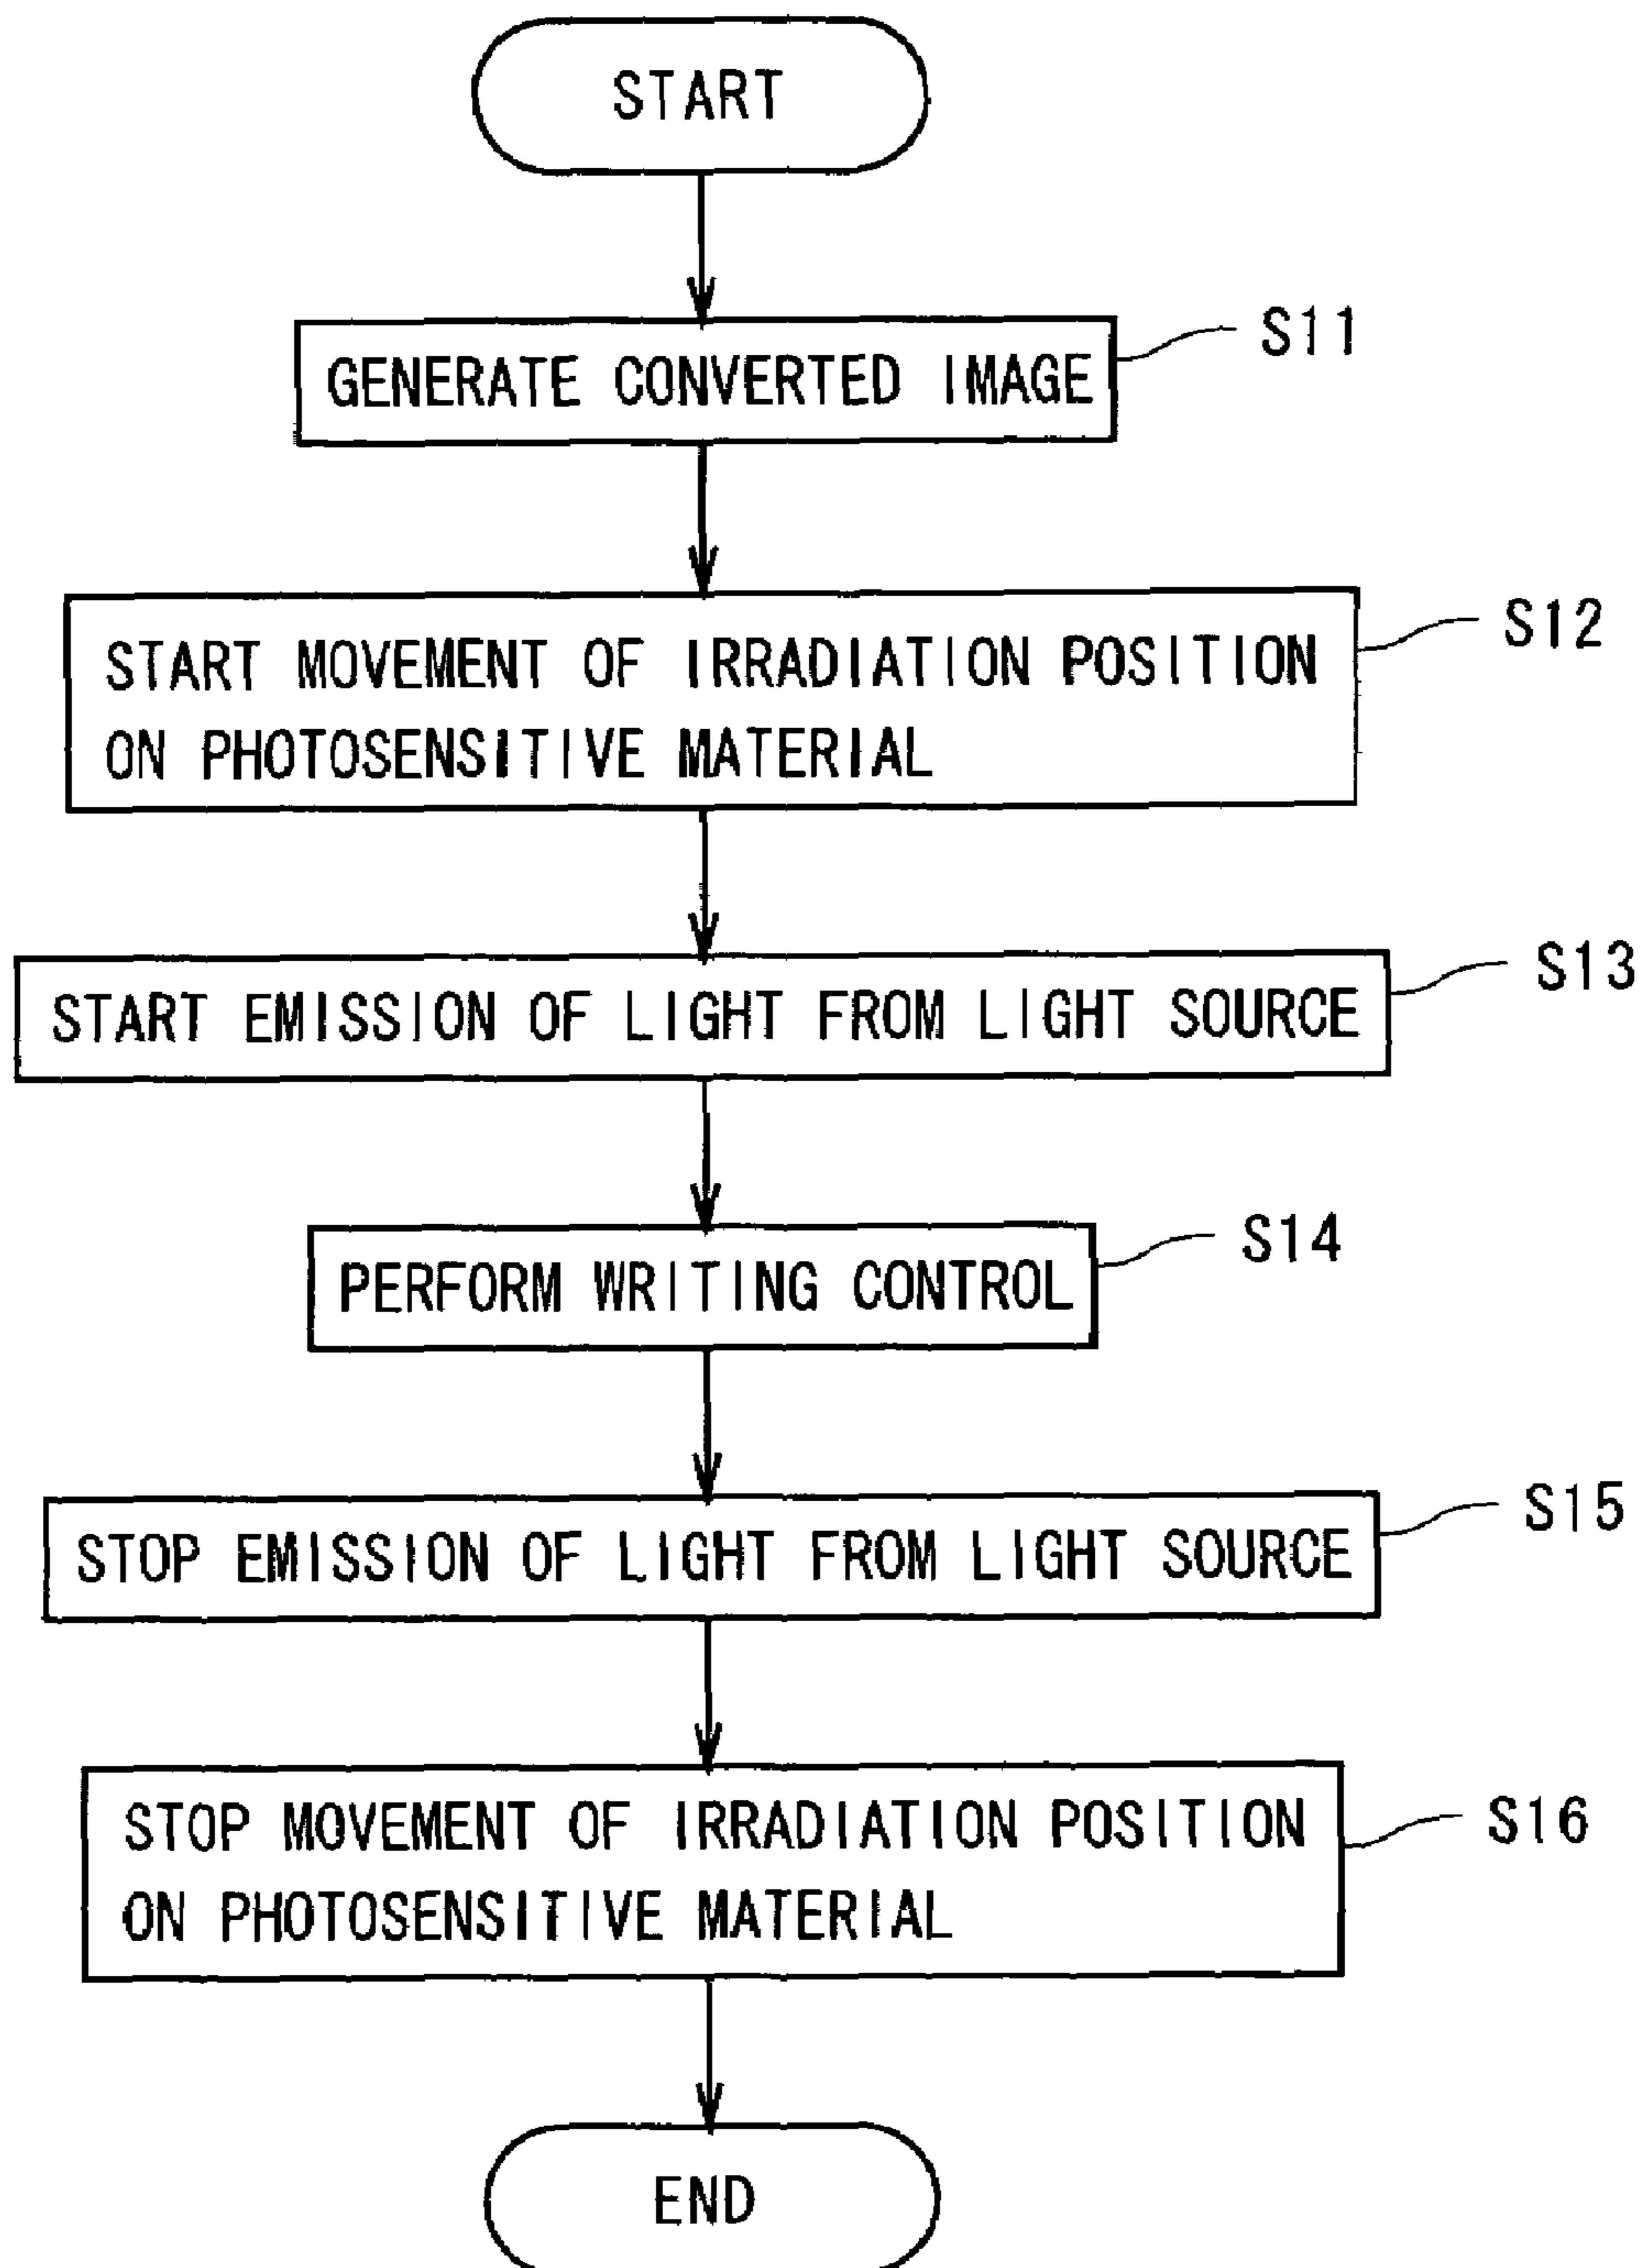 START
GENERATE CONVERTED IMAGE
S11
START MOVEMENT OF IRRADIATION POSITION
ON PHOTOSENSITIVE MATERIAL
S12
START EMISSION OF LIGHT FROM LIGHT SOURCE
S13
PERFORM WRITING CONTROL
S14
STOP EMISSION OF LIGHT FROM LIGHT SOURCE
S15
STOP MOVEMENT OF IRRADIATION POSITION
ON PHOTOSENSITIVE MATERIAL
S16
END